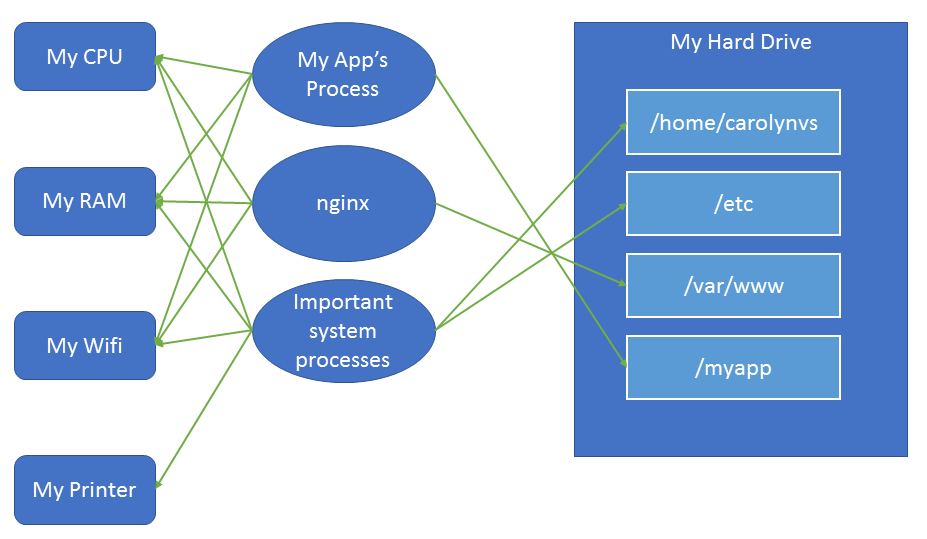 My CPU
My RAM
My Wifi
My Printer
My App's
Process
nginx
Important
system
processes
My Hard Drive
/home/carolynvs
/etc
/var/www
/myapp